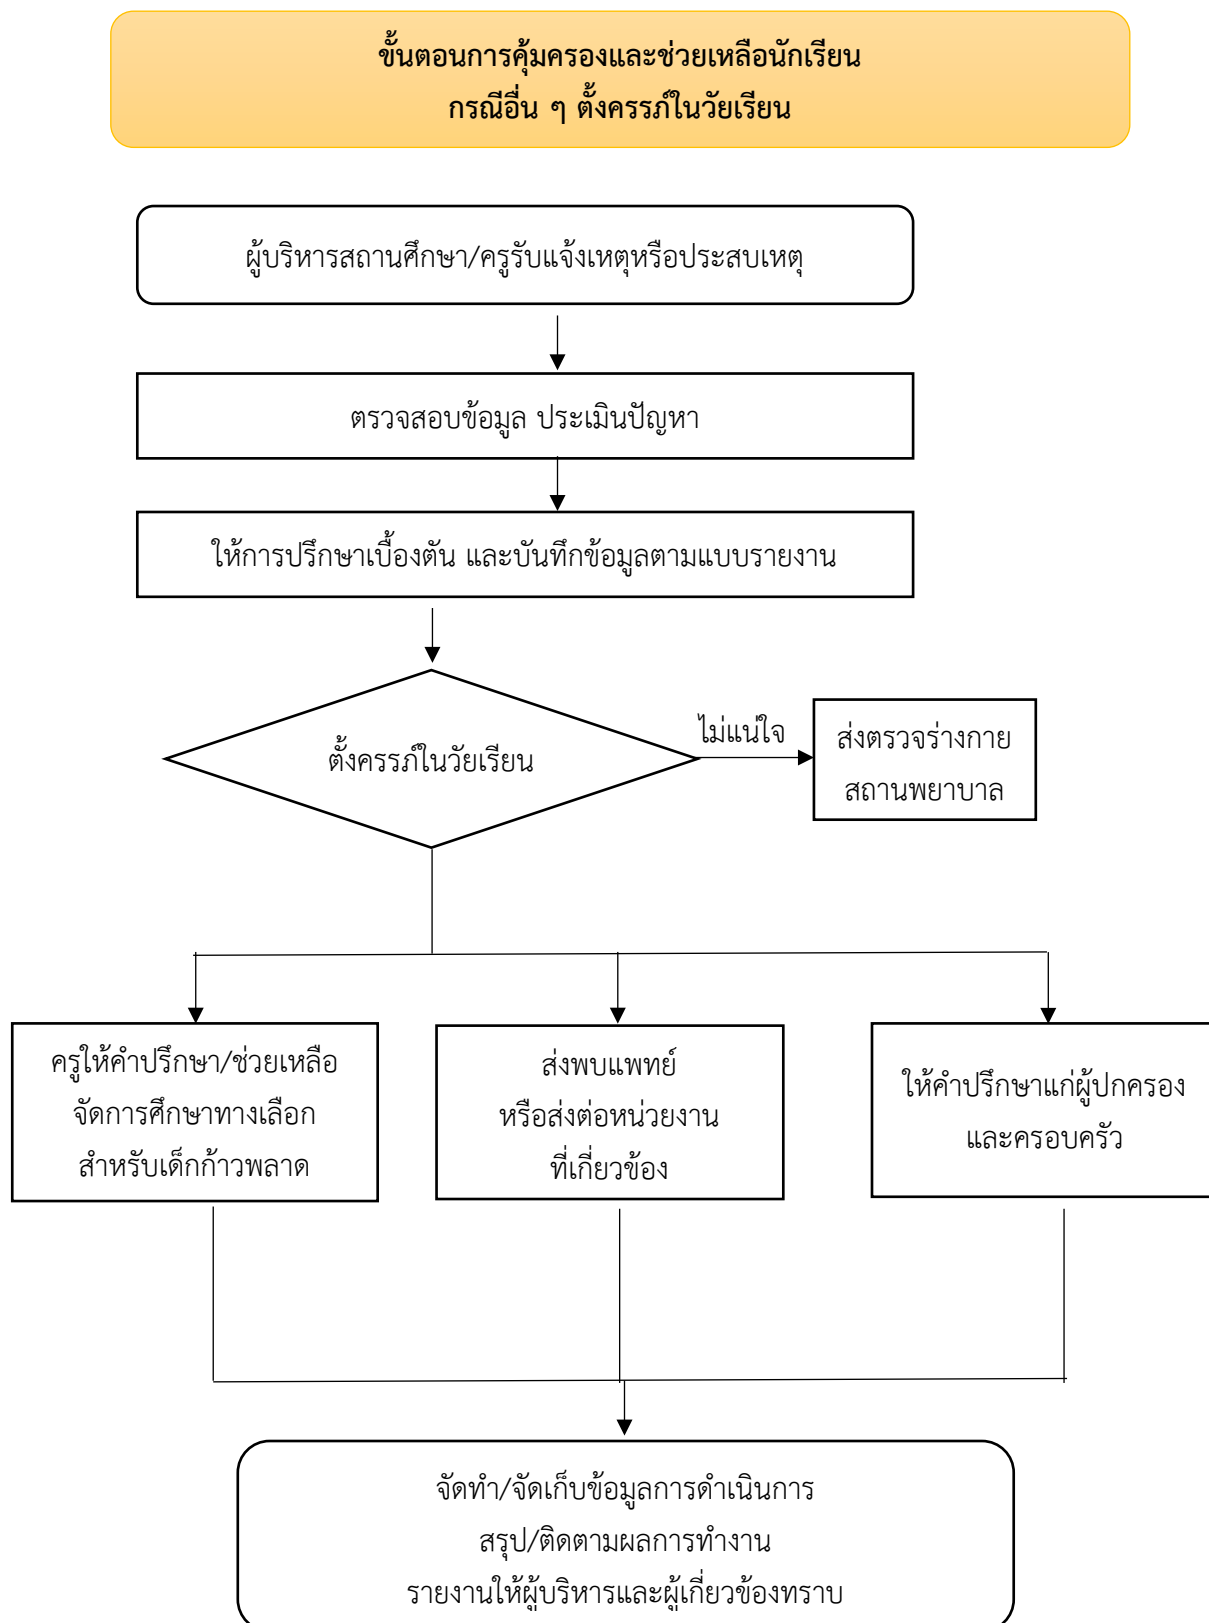 ขั้นตอนการคุ้มครองและช่วยเหลือนักเรียน
กรณีอื่น ๆ ตั้งครรภ์ในวัยเรียน
ผู้บริหารสถานศึกษา/ครูรับแจ้งเหตุหรือประสบเหตุ
ตรวจสอบข้อมูล ประเมินปัญหา
ให้การปรึกษาเบื้องต้น และบันทึกข้อมูลตามแบบรายงาน
ตั้งครรภ์ในวัยเรียน
ไม่แน่ใจ
ส่งตรวจร่างกาย
สถานพยาบาล
ครูให้คำปรึกษา/ช่วยเหลือ
จัดการศึกษาทางเลือก
สำหรับเด็กก้าวพลาด
ส่งพบแพทย์
หรือส่งต่อหน่วยงาน
ที่เกี่ยวข้อง
ให้คำปรึกษาแก่ผู้ปกครอง
และครอบครัว
จัดทำ/จัดเก็บข้อมูลการดำเนินการ
สรุป/ติดตามผลการทำงาน
รายงานให้ผู้บริหารและผู้เกี่ยวข้องทราบ